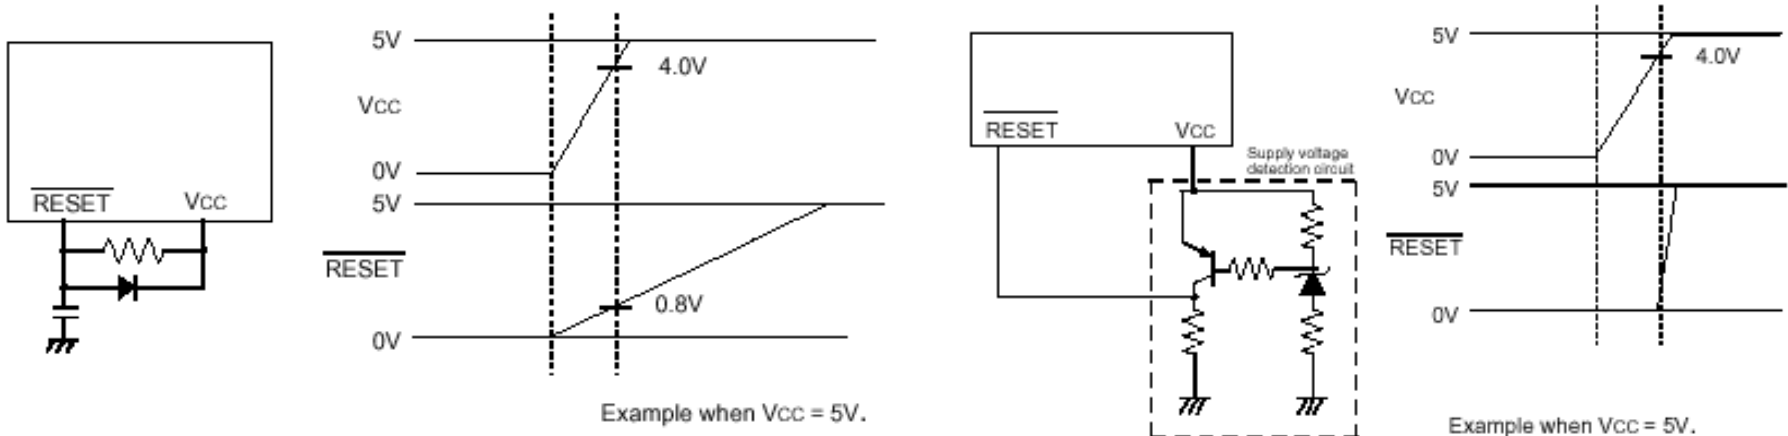 RESET VCC
5V
4.0V
VCC
0V
5V
RESET
0.8V
0V
Example when VCC = 5V.
RESET VCC
Supply voltage
detection circuit
5V
4.0V
VCC
0V
5V
RESET
0V
Example when VCC = 5V.